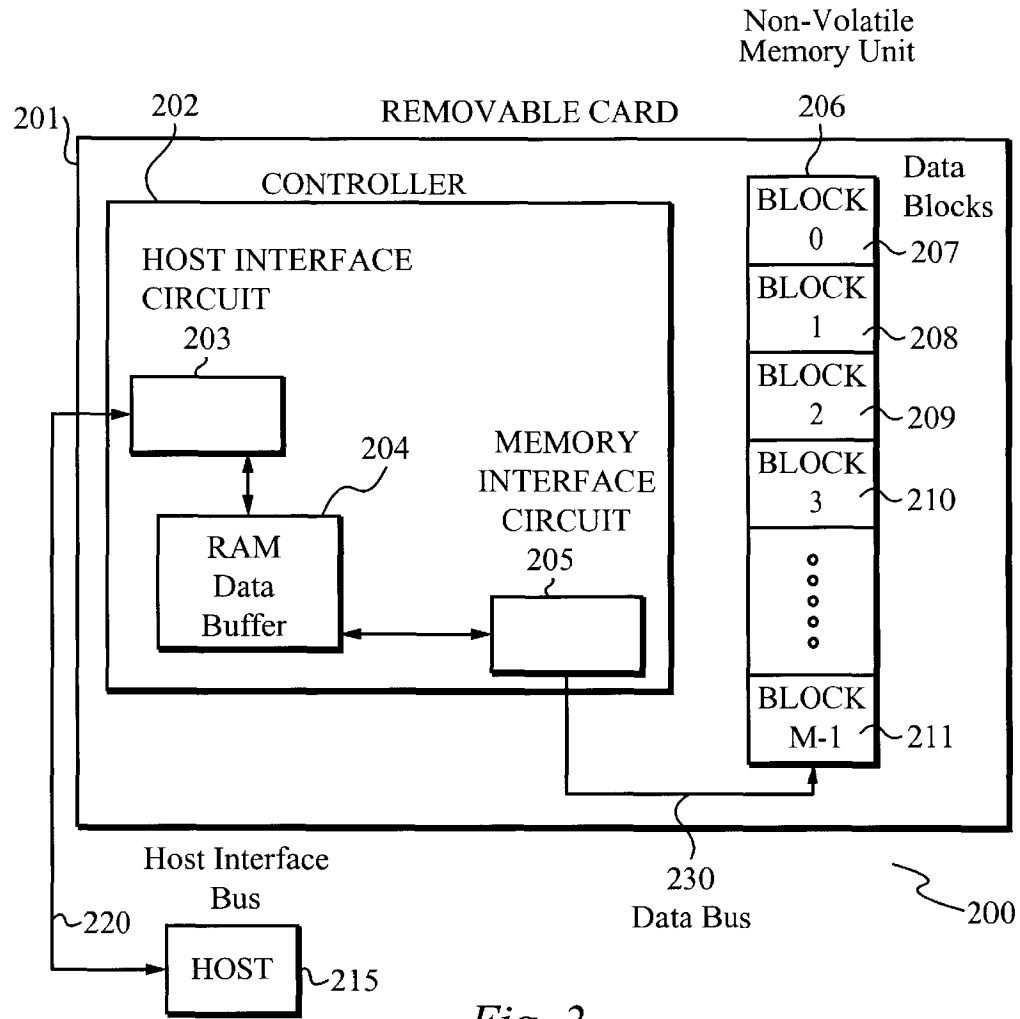 Non-Volatile
Memory Unit
201
202
REMOVABLE CARD
206
CONTROLLER
Data
Blocks
BLOCK
0
207
HOST INTERFACE
CIRCUIT
203
BLOCK
1
208
BLOCK
2
209
204
MEMORY
INTERFACE
CIRCUIT
205
BLOCK
3
210
RAM
Data
Buffer
BLOCK
M-1
211
Host Interface
Bus
230
Data Bus
200
220
HOST
215
Fig. 2